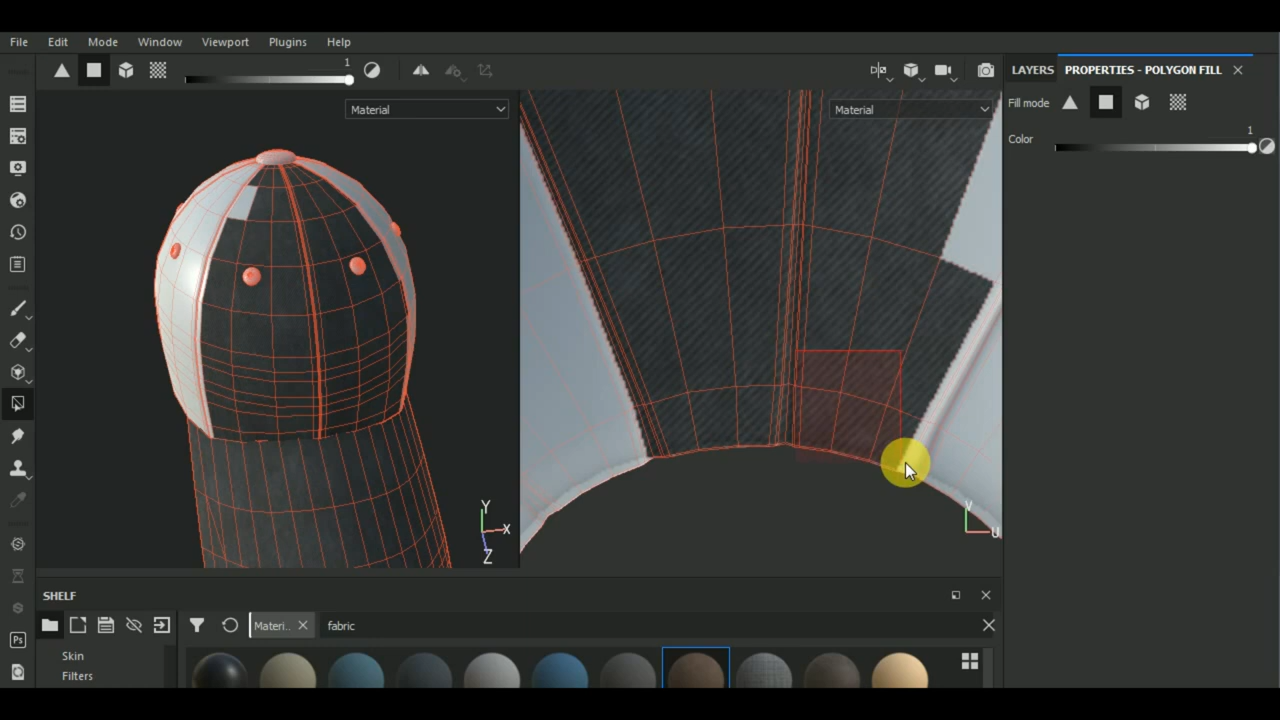 File Edit Mode Window Viewport Plugins Help
1
LAYERS PROPERTIES - POLYGON FILL
Fill mode
Material
Material
1
Color
Y
X
Z
V
U
SHELF
Materi..
fabric
Skin
Filters
Ps